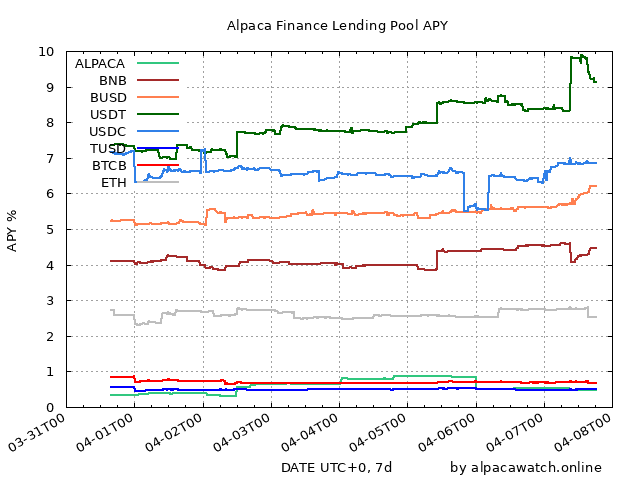 Alpaca Finance Lending Pool APY
10
9
8
7
6
5
4
3
2
1
0
APY %
ALPACA
BNB
BUSD
USDT
USDC
TUSD
BTCB
ETH
03-31T00
04-01T00
04-02T00
04-03T00
04-04T00
04-05T00
04-06T00
04-07T00
04-08T00
DATE UTC+0, 7d
by alpacawatch.online